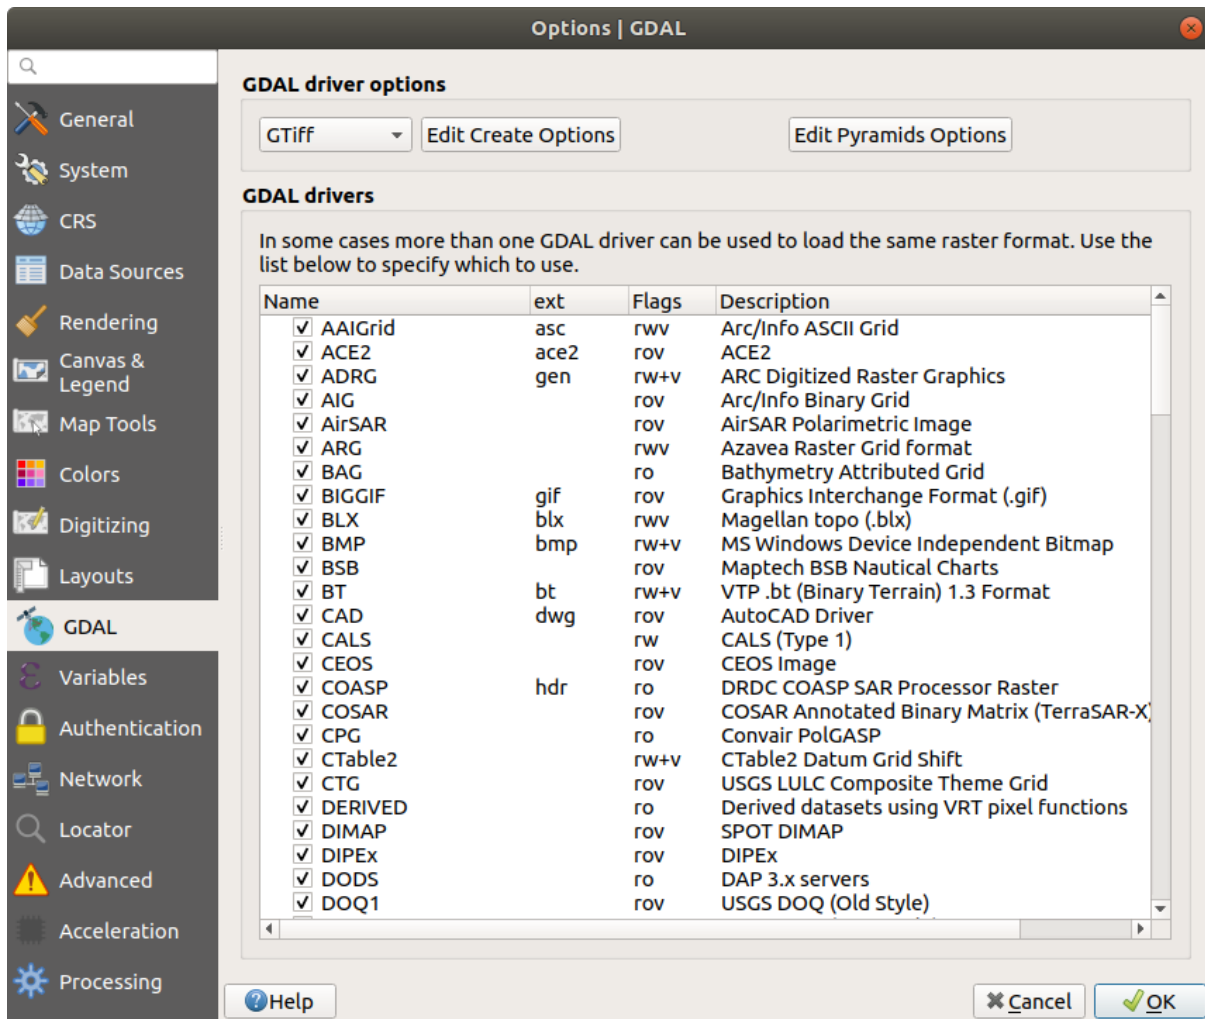 Options | GDAL
General
System
CRS
Data Sources
Rendering
Canvas &
Legend
Map Tools
Colors
Digitizing
Layouts
GDAL
Variables
Authentication
Network
Locator
Advanced
Acceleration
Processing
GDAL driver options
GTiff Edit Create Options Edit Pyramids Options
GDAL drivers
In some cases more than one GDAL driver can be used to load the same raster format. Use the
list below to specify which to use.
Name ext Flags Description
AAIGrid asc rwv Arc/Info ASCII Grid
ACE2 ace2 rov ACE2
ADRG gen rw+v ARC Digitized Raster Graphics
AIG rov Arc/Info Binary Grid
AirSAR rov AirSAR Polarimetric Image
ARG rwv Azavea Raster Grid format
BAG ro Bathymetry Attributed Grid
BIGGIF gif rov Graphics Interchange Format (.gif)
BLX blx rwv Magellan topo (.blx)
BMP bmp rw+v MS Windows Device Independent Bitmap
BSB rov Maptech BSB Nautical Charts
BT bt rw+v VTP .bt (Binary Terrain) 1.3 Format
CAD dwg rov AutoCAD Driver
CALS rw CALS (Type 1)
CEOS rov CEOS Image
COASP hdr ro DRDC COASP SAR Processor Raster
COSAR rov COSAR Annotated Binary Matrix (TerraSAR-X)
CPG ro Convair PolGASP
CTable2 rw+v CTable2 Datum Grid Shift
CTG rov USGS LULC Composite Theme Grid
DERIVED ro Derived datasets using VRT pixel functions
DIMAP rov SPOT DIMAP
DIPEx rov DIPEx
DODS ro DAP 3.x servers
DOQ1 rov USGS DOQ (Old Style)
Help Cancel OK